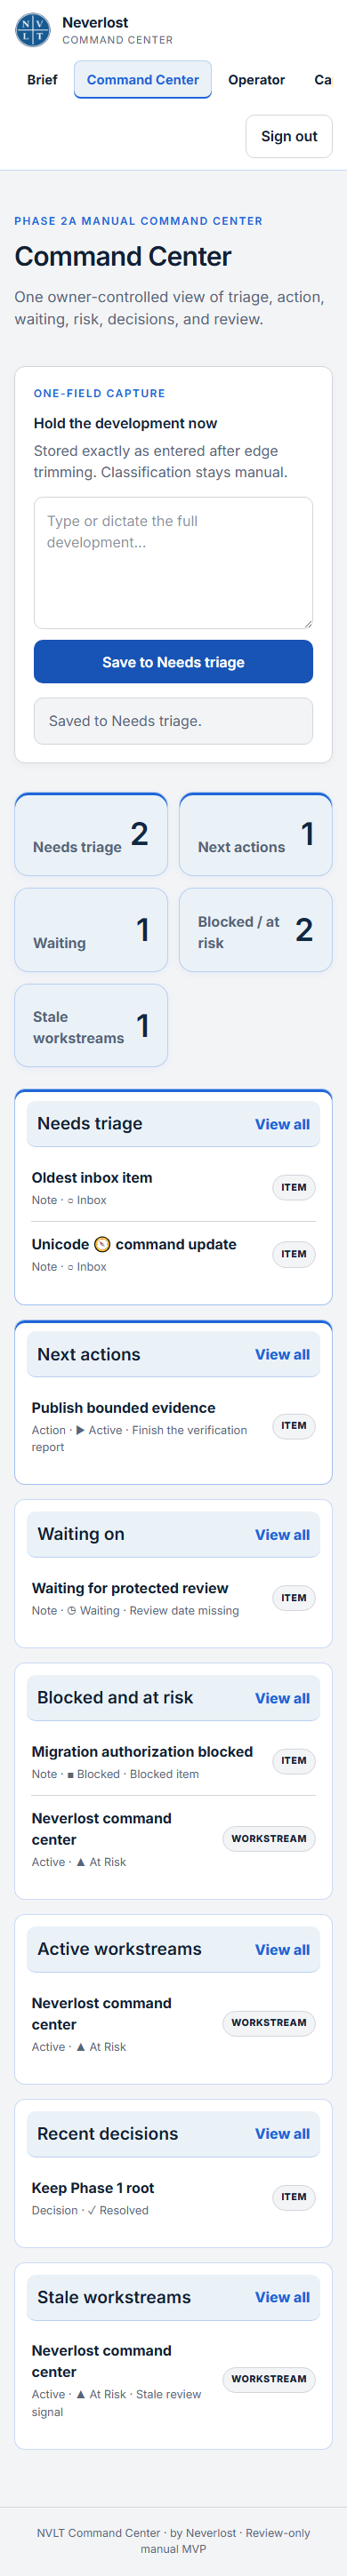 N V
L T
Neverlost
COMMAND CENTER
Brief Command Center Operator Ca
Sign out
PHASE 2A MANUAL COMMAND CENTER
Command Center
One owner-controlled view of triage, action,
waiting, risk, decisions, and review.
ONE-FIELD CAPTURE
Hold the development now
Stored exactly as entered after edge
trimming. Classification stays manual.
Type or dictate the full
development...
Save to Needs triage
Saved to Needs triage.
Needs triage 2
Next actions 1
Waiting 1
Blocked / at
risk 2
Stale
workstreams 1
Needs triage View all
Oldest inbox item
Note · ○ Inbox
ITEM
Unicode 🧭 command update
Note · ○ Inbox
ITEM
Next actions View all
Publish bounded evidence
Action · ▶ Active · Finish the verification
report
ITEM
Waiting on View all
Waiting for protected review
Note · ◷ Waiting · Review date missing
ITEM
Blocked and at risk View all
Migration authorization blocked
Note · ■ Blocked · Blocked item
ITEM
Neverlost command
center
Active · ▲ At Risk
WORKSTREAM
Active workstreams View all
Neverlost command
center
Active · ▲ At Risk
WORKSTREAM
Recent decisions View all
Keep Phase 1 root
Decision · ✓ Resolved
ITEM
Stale workstreams View all
Neverlost command
center
Active · ▲ At Risk · Stale review
signal
WORKSTREAM
NVLT Command Center · by Neverlost · Review-only
manual MVP